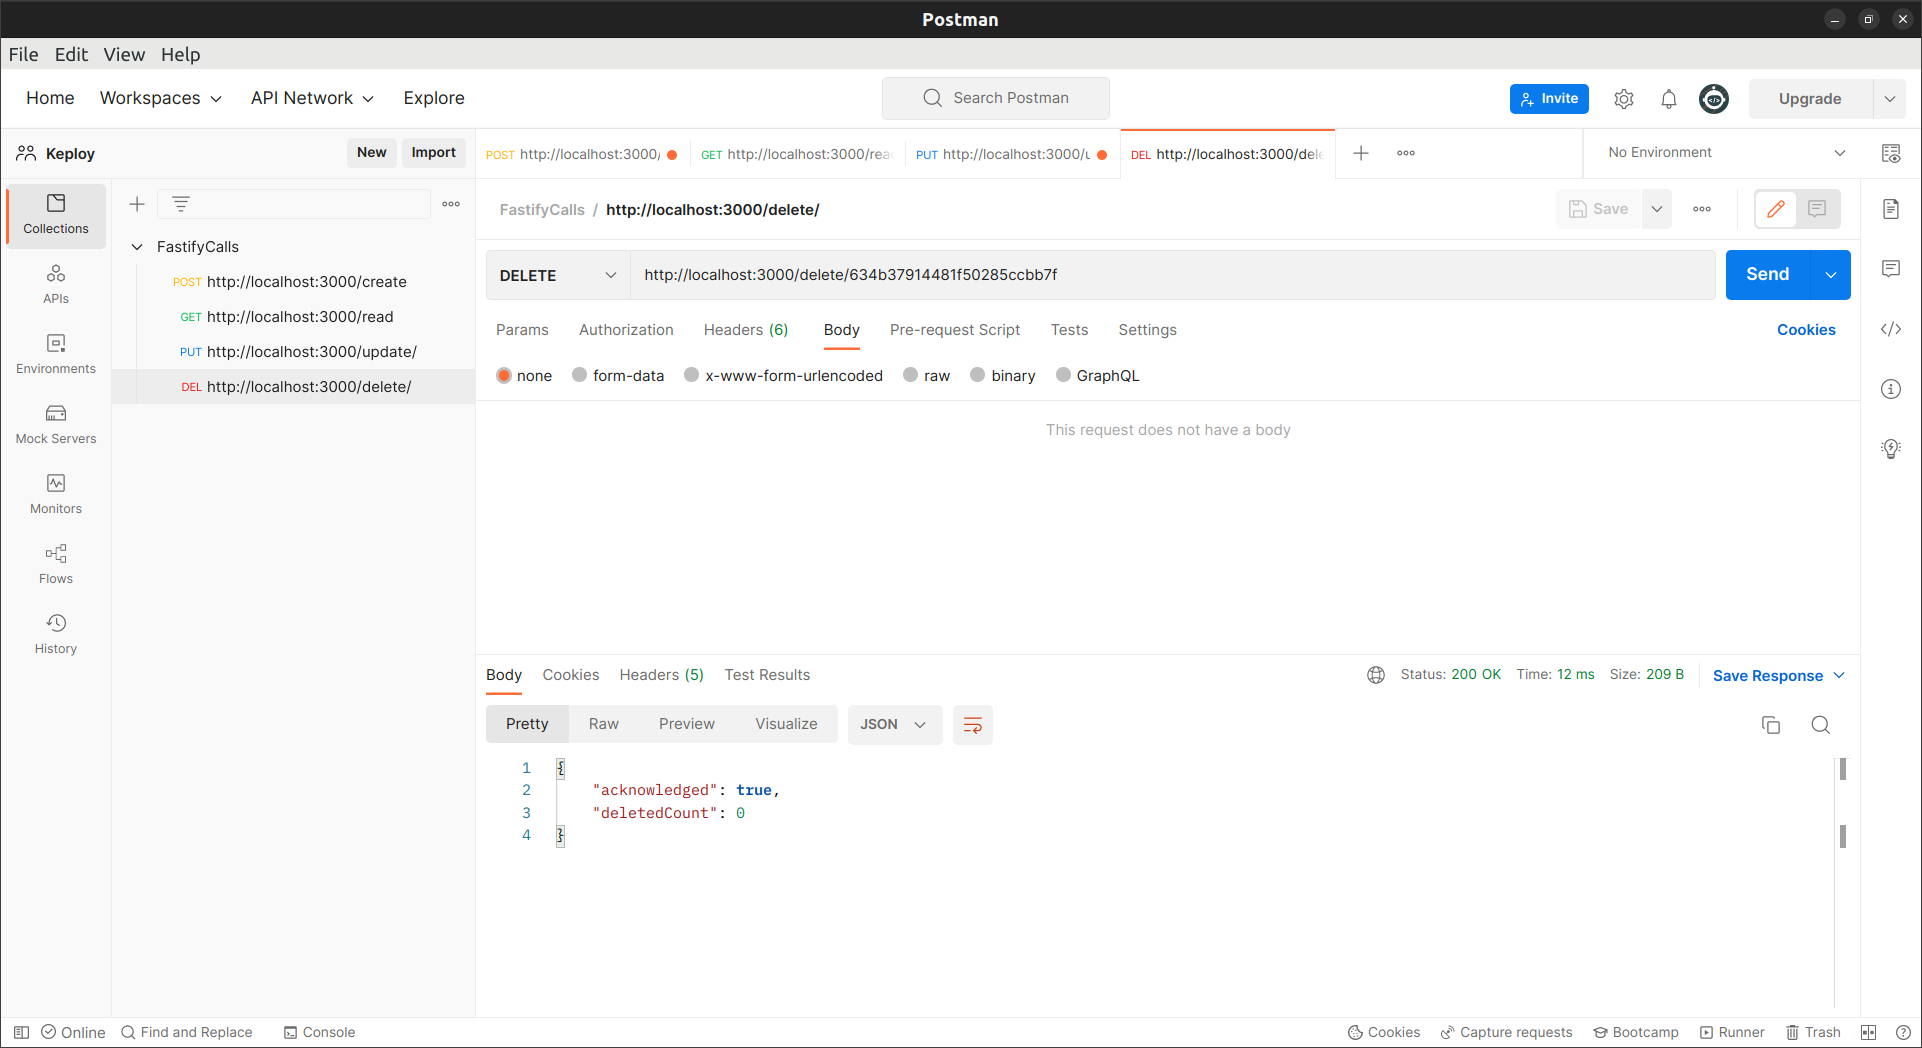 Postman
File Edit View Help
Home Workspaces API Network Explore Search Postman Invite Upgrade
Keploy New Import
POST http://localhost:3000/ GET http://localhost:3000/rea PUT http://localhost:3000/u DEL http://localhost:3000/dele No Environment
Collections
APIs
Environments
Mock Servers
Monitors
Flows
History
FastifyCalls
POST http://localhost:3000/create
GET http://localhost:3000/read
PUT http://localhost:3000/update/
DEL http://localhost:3000/delete/
FastifyCalls / http://localhost:3000/delete/ Save
DELETE http://localhost:3000/delete/634b37914481f50285ccbb7f Send
Params Authorization Headers (6) Body Pre-request Script Tests Settings Cookies
none form-data x-www-form-urlencoded raw binary GraphQL
This request does not have a body
Body Cookies Headers (5) Test Results Status: 200 OK Time: 12 ms Size: 209 B Save Response
Pretty Raw Preview Visualize JSON
1 {
2 "acknowledged": true,
3 "deletedCount": 0
4 }
Online Find and Replace Console Cookies Capture requests Bootcamp Runner Trash